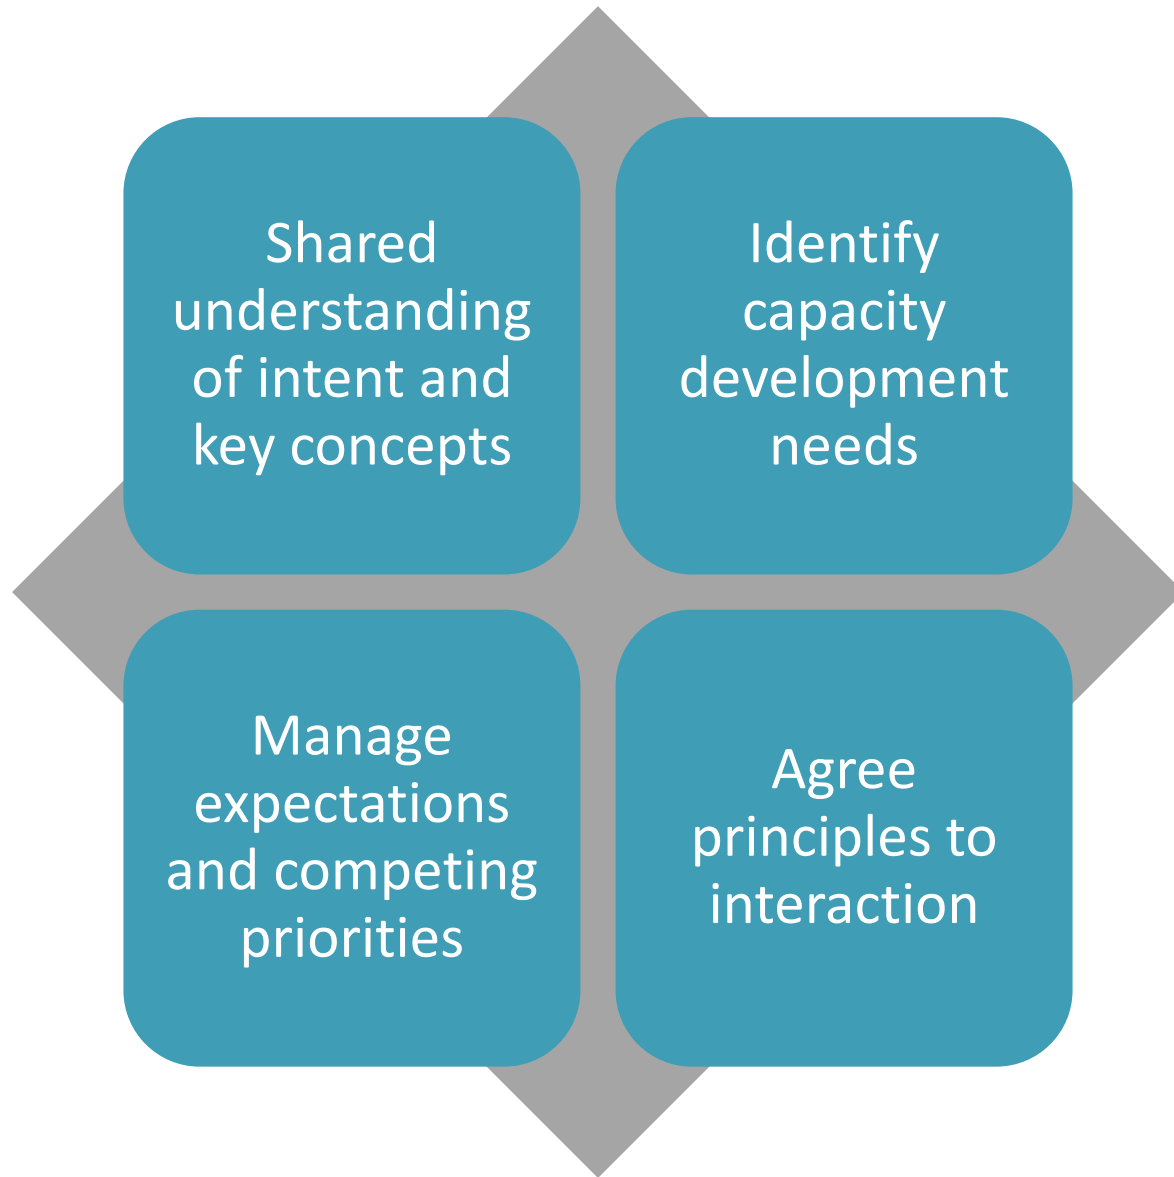 Shared
understanding
of intent and
key concepts
Identify
capacity
development
needs
Manage
expectations
and competing
priorities
Agree
principles to
interaction